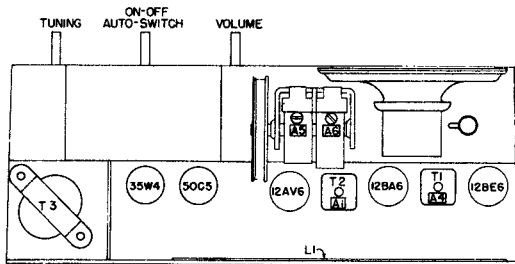 ON-OFF
TUNING AUTO-SWITCH VOLUME
A5 A6
T3 35W4 50C5 12AV6 T2 12BA6 T1 12BE6
A1 A4
L1